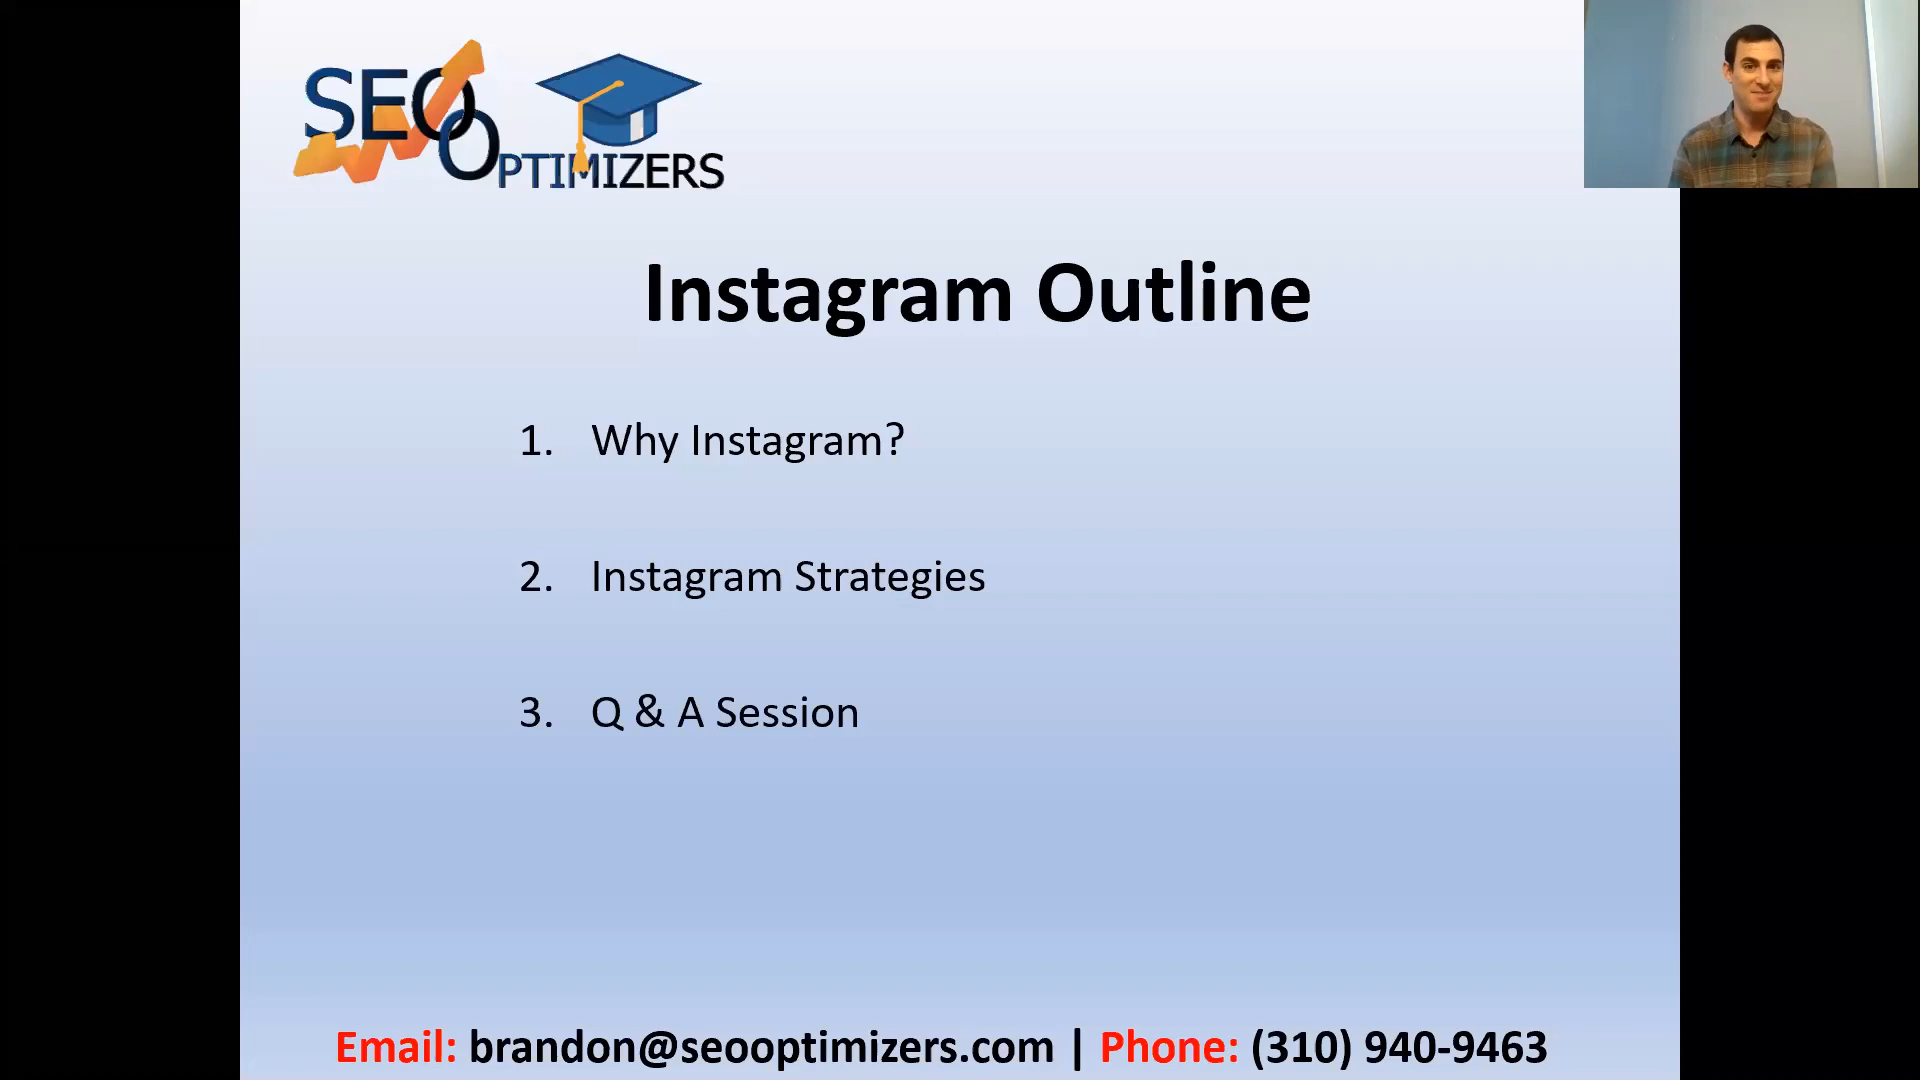 SEO
OPTIMIZERS
Instagram Outline
1. Why Instagram?
2. Instagram Strategies
3. Q & A Session
Email: brandon@seooptimizers.com | Phone: (310) 940-9463